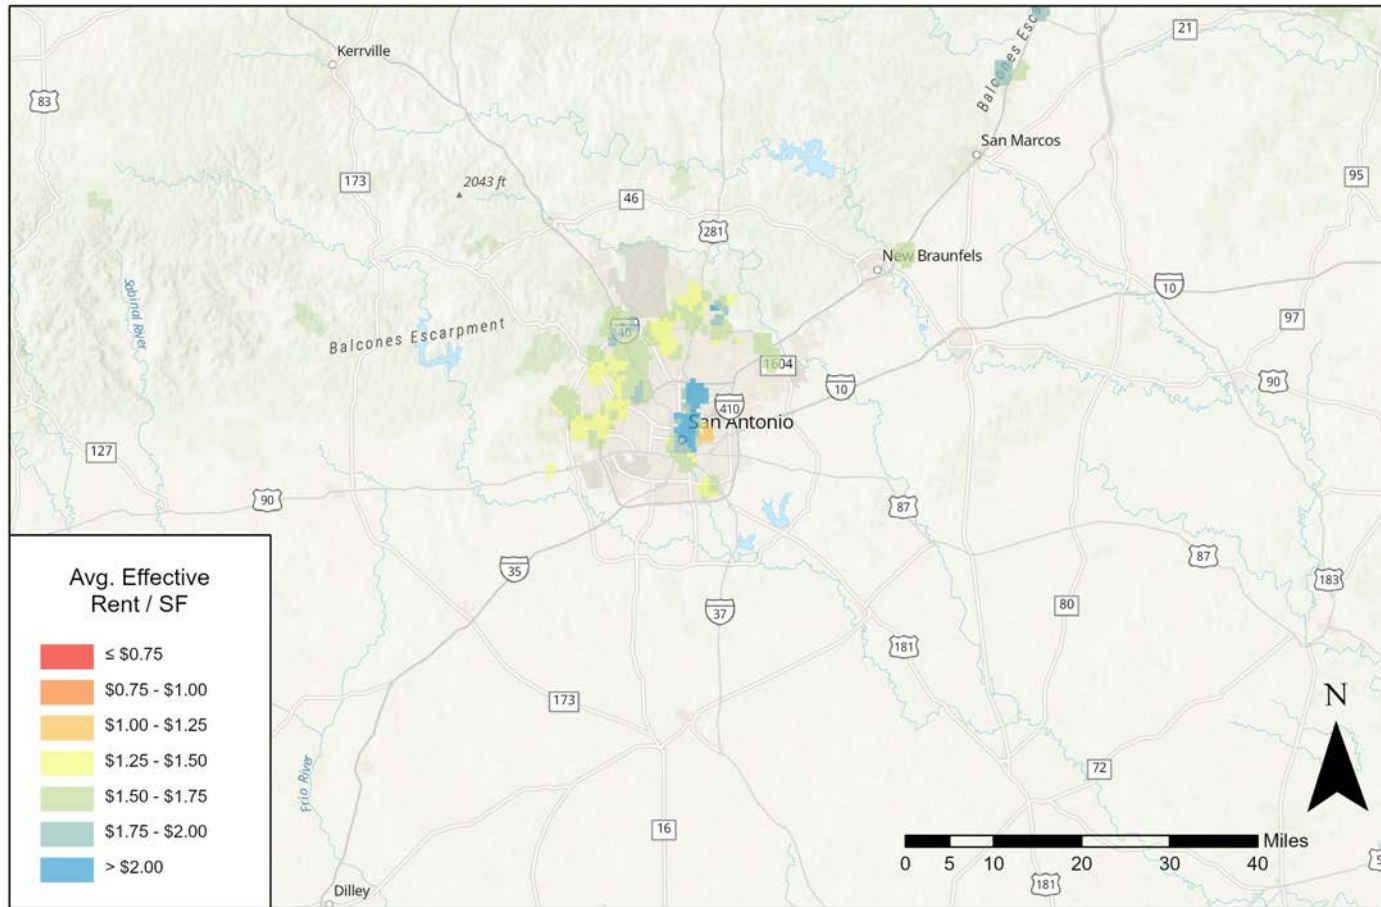 Kerrville
21
83
Balcones Esca
San Marcos
173
2043 ft
46
95
281
New Braunfels
10
Sabinal River
Balcones Escarpment
10
97
1604
10
90
410
San Antonio
127
90
87
87
35
183
37
80
181
Avg. Effective
Rent / SF
≤ $0.75
$0.75 - $1.00
$1.00 - $1.25
$1.25 - $1.50
$1.50 - $1.75
$1.75 - $2.00
> $2.00
173
N
Frio River
72
16
Miles
0 5 10 20 30 40
5
181
Dilley